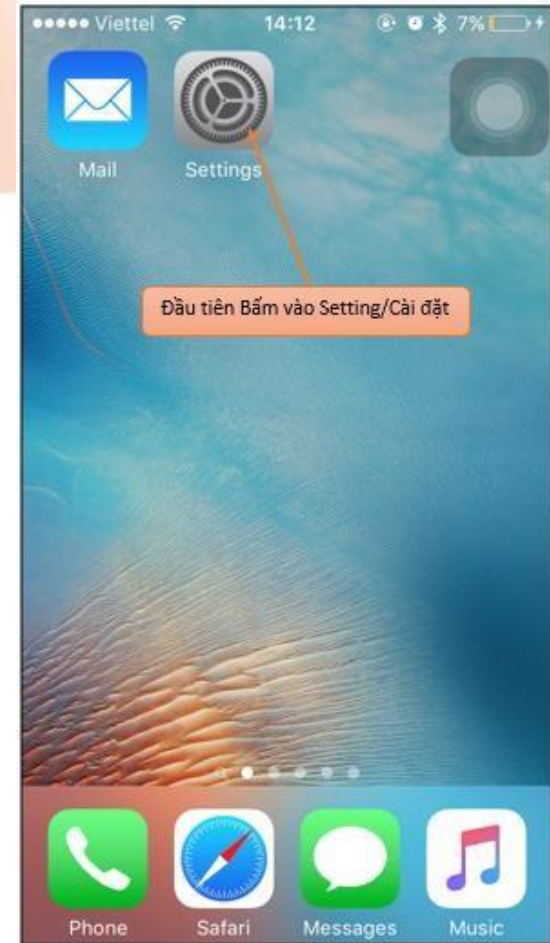 Viettel 14:12 7%
Mail Settings
Đầu tiên Bấm vào Setting/Cài đặt
Phone Safari Messages Music